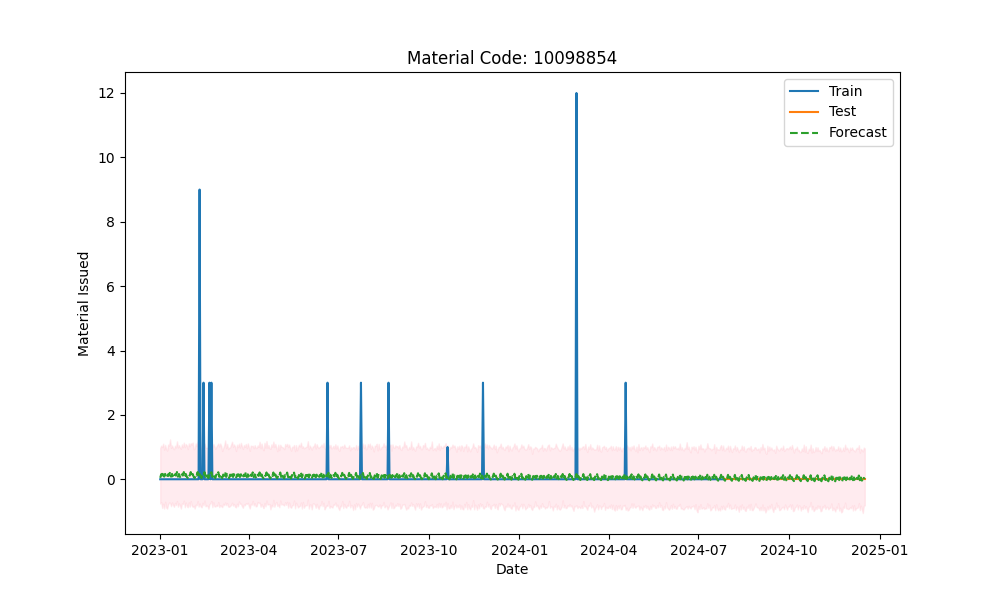 Material Code: 10098854
Train
Test
Forecast
12
10
8
6
4
2
0
Material Issued
2023-01 2023-04 2023-07 2023-10 2024-01 2024-04 2024-07 2024-10 2025-01
Date